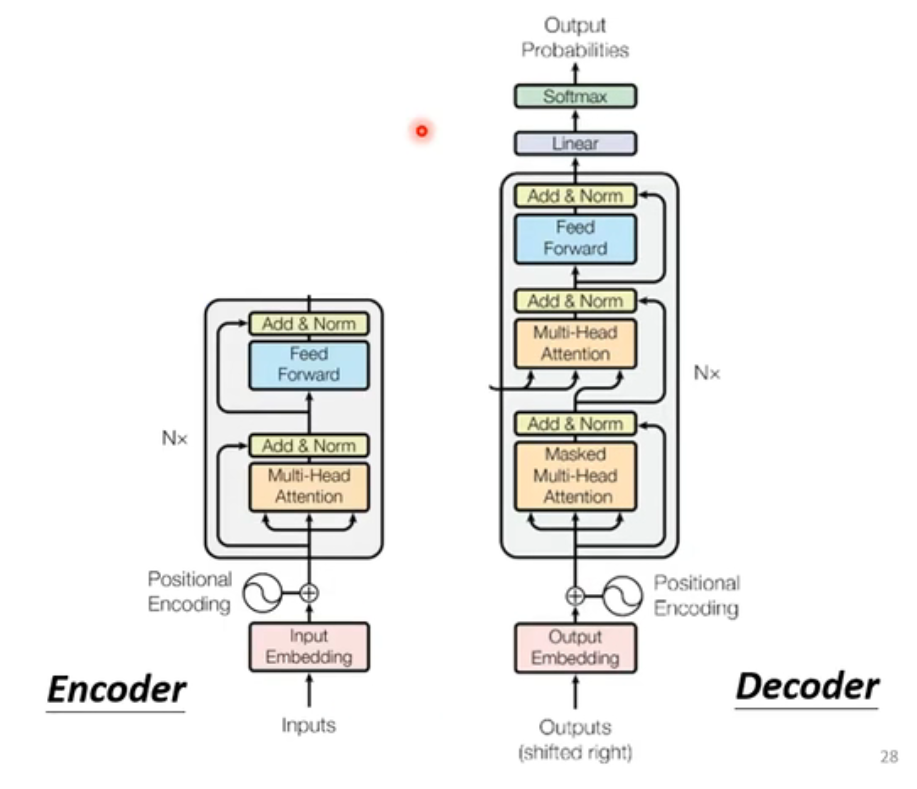 Output
Probabilities
Softmax
Linear
Add & Norm
Feed
Forward
Add & Norm
Multi-Head
Attention
Nx
Add & Norm
Masked
Multi-Head
Attention
Positional
Encoding
Output
Embedding
Outputs
(shifted right)
Decoder
Add & Norm
Feed
Forward
Nx
Add & Norm
Multi-Head
Attention
Positional
Encoding
Input
Embedding
Inputs
Encoder
28